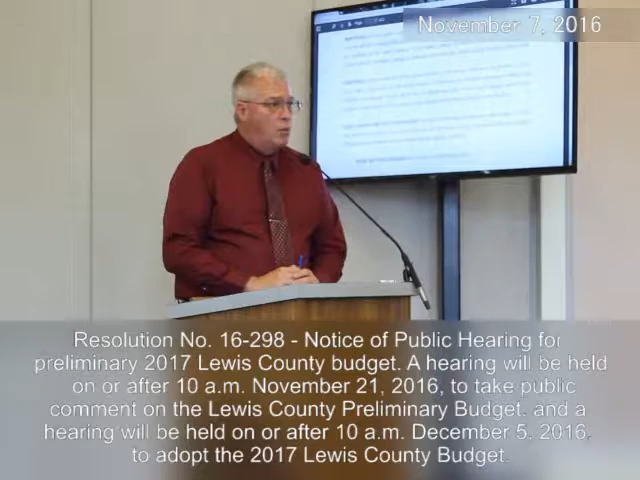 November 7, 2016
Resolution No. 16-298 - Notice of Public Hearing for
preliminary 2017 Lewis County budget. A hearing will be held
on or after 10 a.m. November 21, 2016, to take public
comment on the Lewis County Preliminary Budget. and a
hearing will be held on or after 10 a.m. December 5, 2016,
to adopt the 2017 Lewis County Budget.